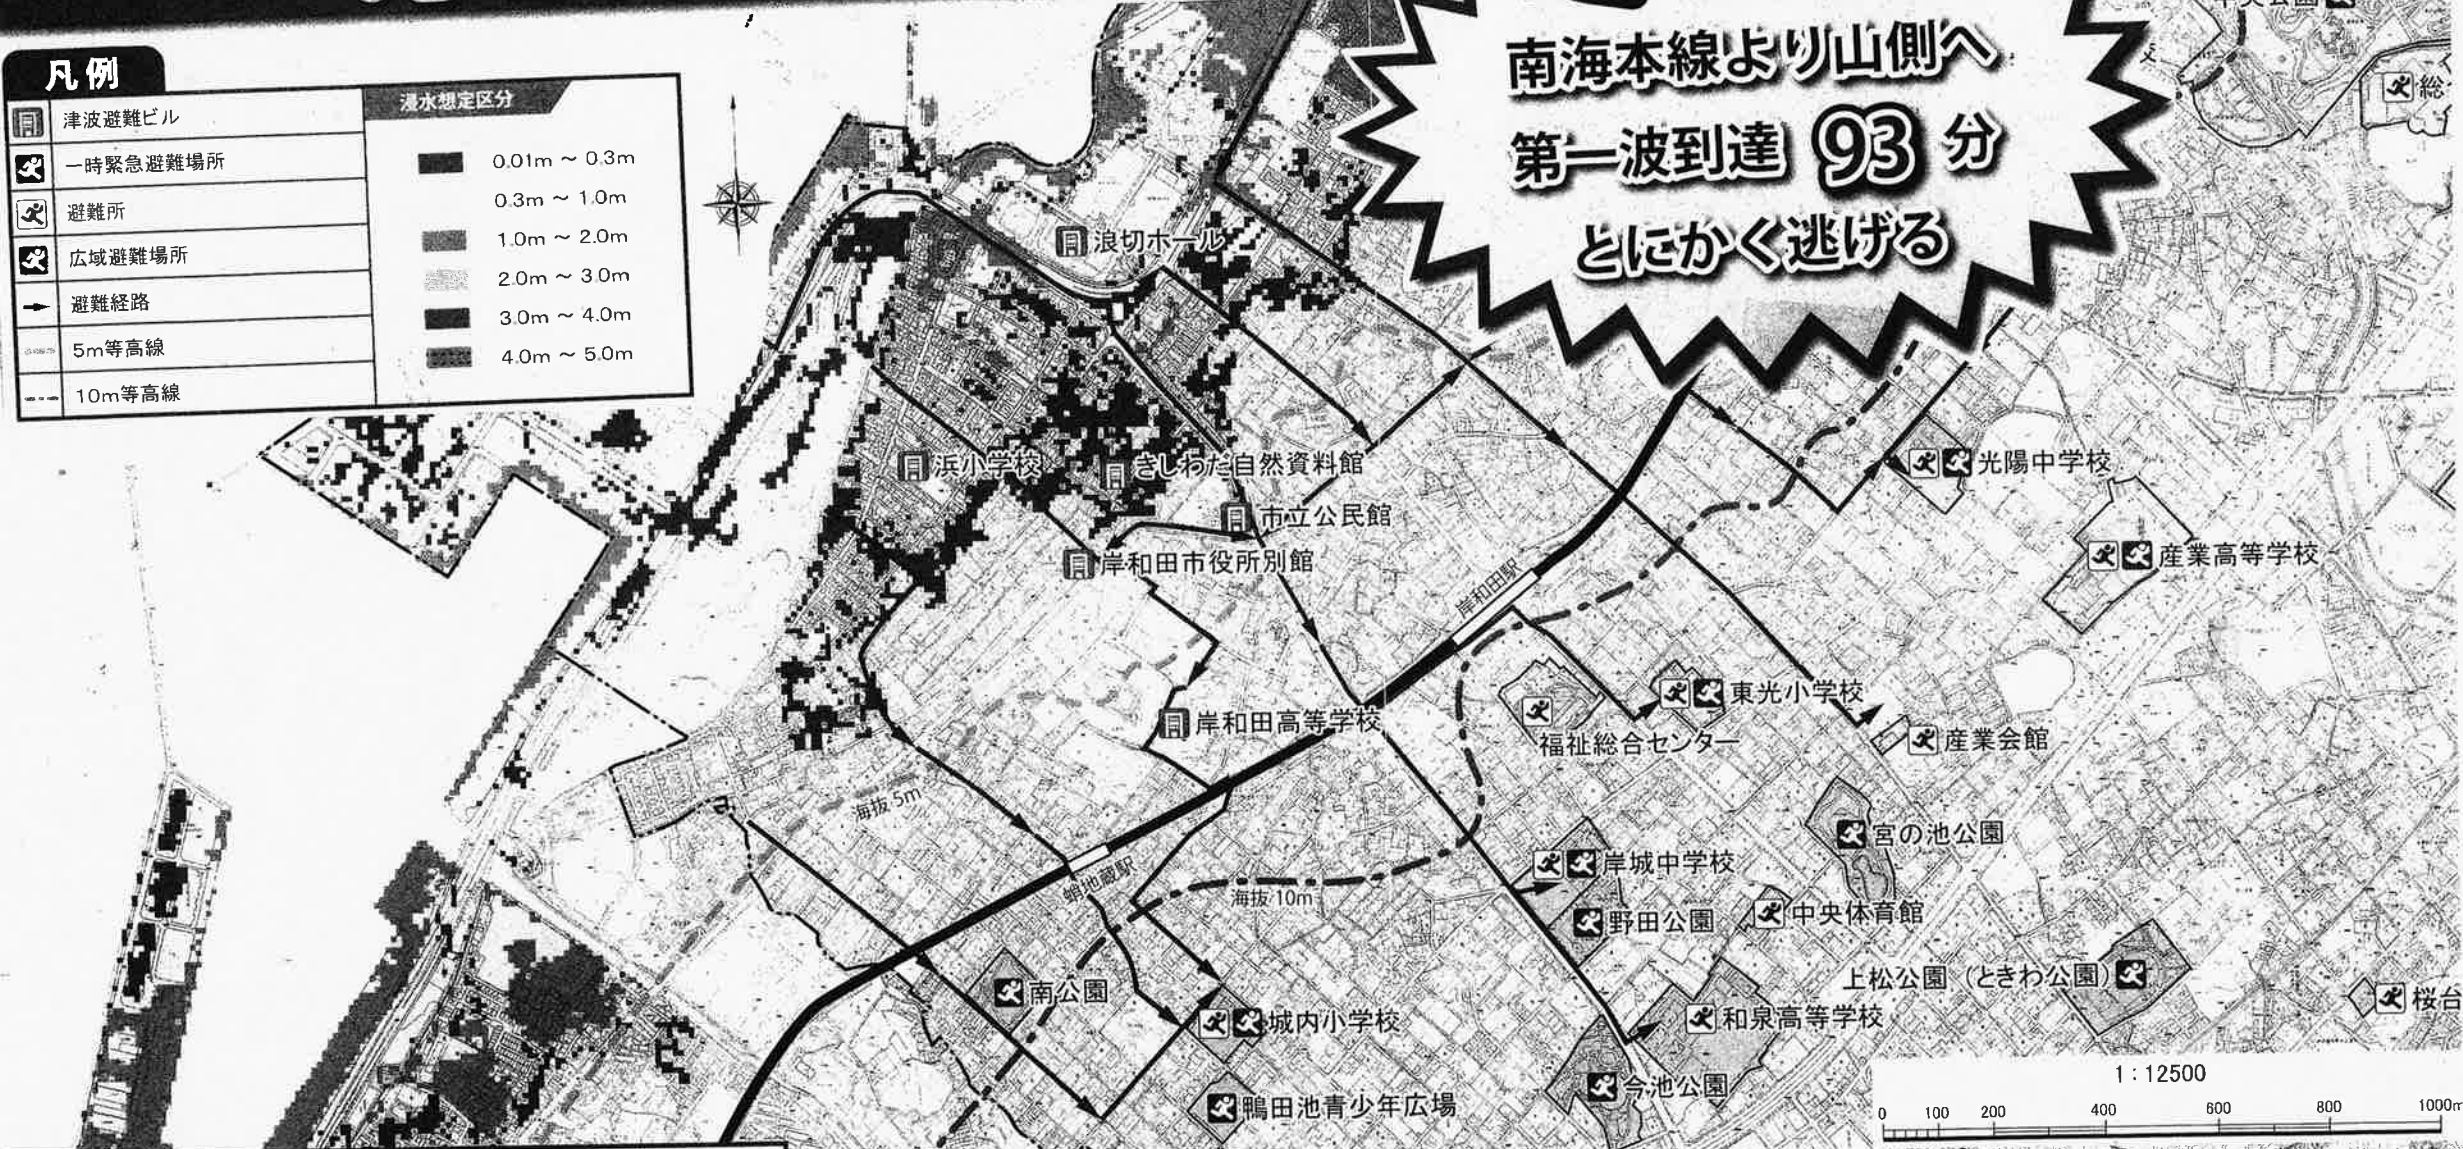 凡例
津波避難ビル
一時緊急避難場所
避難所
広域避難場所
避難経路
5m等高線
10m等高線
浸水想定区分
0.01m ～ 0.3m
0.3m ～ 1.0m
1.0m ～ 2.0m
2.0m ～ 3.0m
3.0m ～ 4.0m
4.0m ～ 5.0m
南海本線より山側へ
第一波到達 93 分
とにかく逃げる
中央公園
総
浪切ホール
浜小学校
きしわだ自然資料館
光陽中学校
市立公民館
産業高等学校
岸和田市役所別館
岸和田駅
東光小学校
岸和田高等学校
福祉総合センター
産業会館
海抜 5m
宮の池公園
岸城中学校
蛸地蔵駅
海抜 10m
野田公園
中央体育館
上松公園（ときわ公園）
南公園
桜台
城内小学校
和泉高等学校
今池公園
鴨田池青少年広場
1：12500
0 100 200 400 600 800 1000m